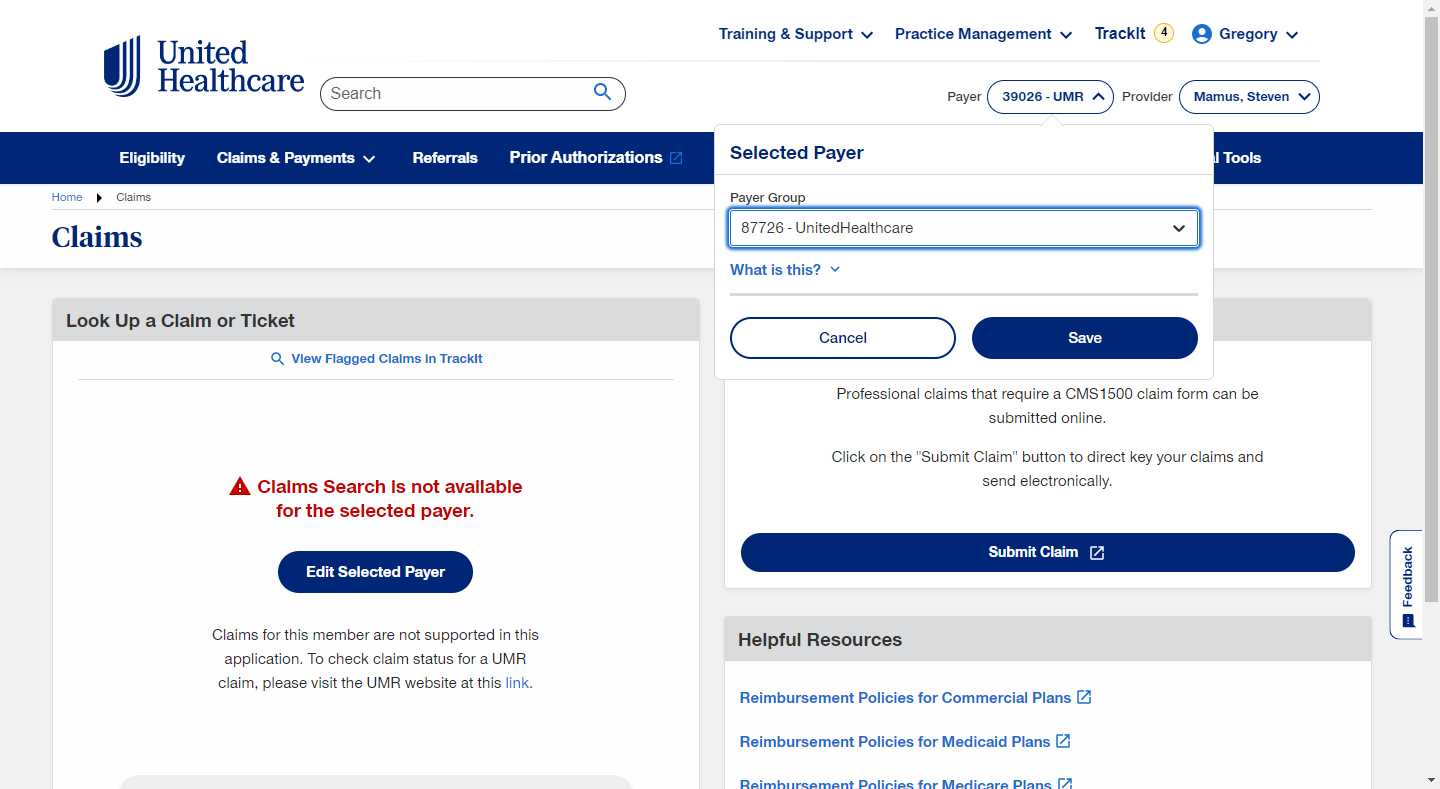 Training & Support
Practice Management
TrackIt
4
Gregory
United
Healthcare
Search
Payer
39026 - UMR
Provider
Mamus, Steven
Eligibility
Claims & Payments
Referrals
Prior Authorizations
l Tools
Selected Payer
Payer Group
87726 - UnitedHealthcare
What is this?
Cancel
Save
Home
Claims
Claims
Look Up a Claim or Ticket
View Flagged Claims in TrackIt
Claims Search is not available
for the selected payer.
Edit Selected Payer
Claims for this member are not supported in this
application. To check claim status for a UMR
claim, please visit the UMR website at this link.
Professional claims that require a CMS1500 claim form can be
submitted online.
Click on the "Submit Claim" button to direct key your claims and
send electronically.
Submit Claim
Feedback
Helpful Resources
Reimbursement Policies for Commercial Plans
Reimbursement Policies for Medicaid Plans
Reimbursement Policies for Medicare Plans